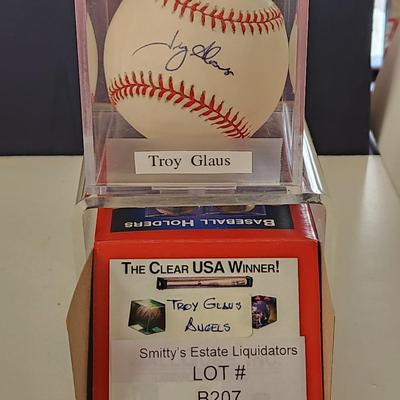 Troy Glaus
Troy Glaus
BASEBALL HOLDERS
THE CLEAR USA WINNER!
TROY GLAUS
ANGELS
Smitty's Estate Liquidators
LOT #
B207